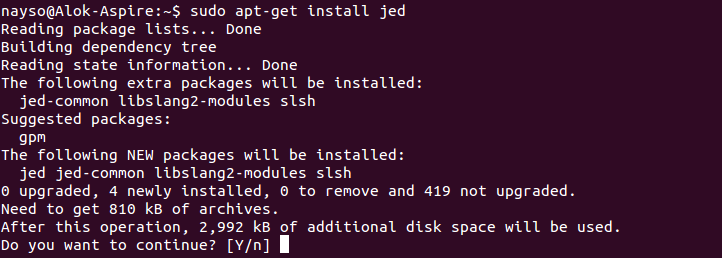 nayso@Alok-Aspire:~$ sudo apt-get install jed
Reading package lists... Done
Building dependency tree
Reading state information... Done
The following extra packages will be installed:
  jed-common libslang2-modules slsh
Suggested packages:
  gpm
The following NEW packages will be installed:
  jed jed-common libslang2-modules slsh
0 upgraded, 4 newly installed, 0 to remove and 419 not upgraded.
Need to get 810 kB of archives.
After this operation, 2,992 kB of additional disk space will be used.
Do you want to continue? [Y/n]